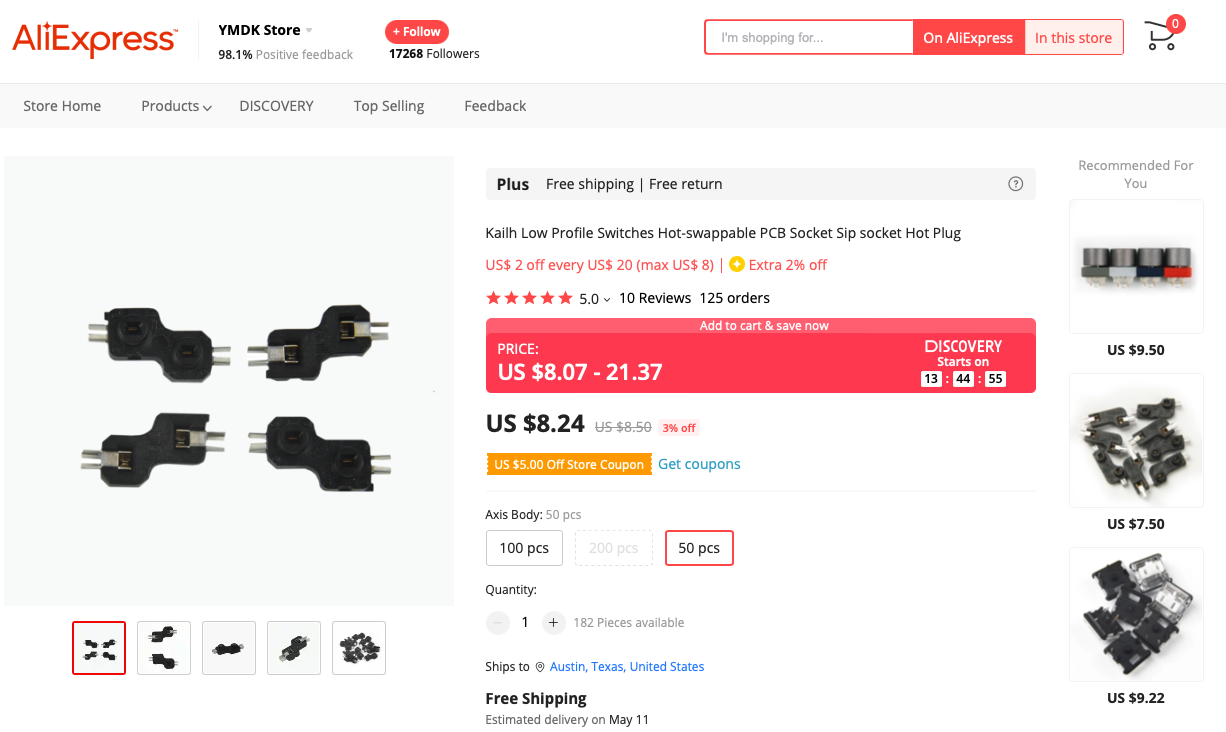 AliExpress™
YMDK Store
98.1% Positive feedback
+ Follow
17268 Followers
I'm shopping for...
On AliExpress
In this store
0
Store Home
Products
DISCOVERY
Top Selling
Feedback
Plus
Free shipping | Free return
?
Kailh Low Profile Switches Hot-swappable PCB Socket Sip socket Hot Plug
US$ 2 off every US$ 20 (max US$ 8) | Extra 2% off
5.0 10 Reviews 125 orders
Add to cart & save now
PRICE:
US $8.07 - 21.37
DISCOVERY
Starts on
13 : 44 : 55
US $8.24 US $8.50 3% off
US $5.00 Off Store Coupon Get coupons
Axis Body: 50 pcs
100 pcs
200 pcs
50 pcs
Quantity:
− 1 + 182 Pieces available
Ships to Austin, Texas, United States
Free Shipping
Estimated delivery on May 11
Recommended For
You
US $9.50
US $7.50
US $9.22